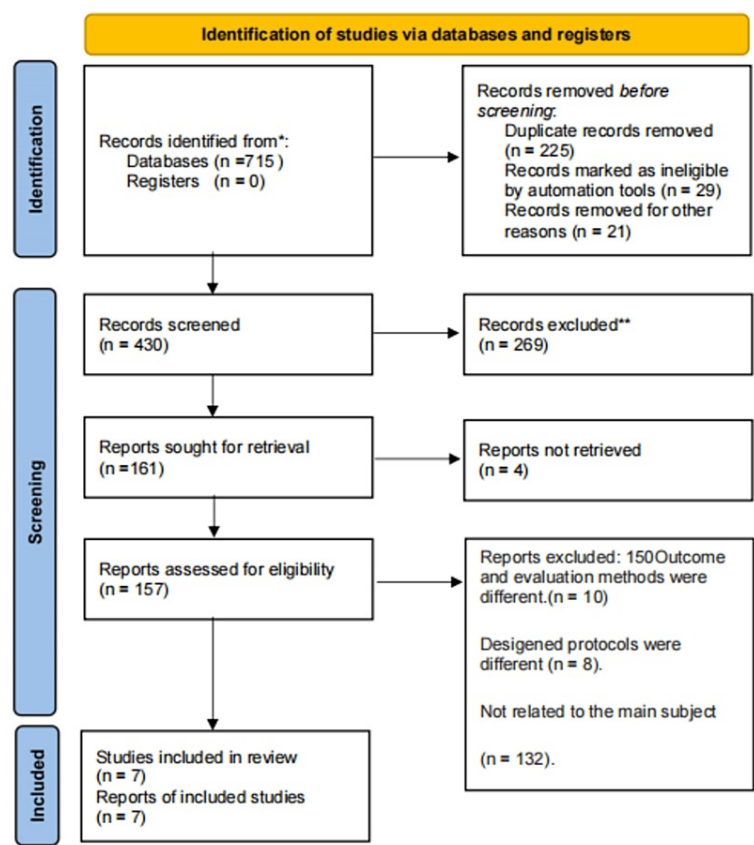 Identification of studies via databases and registers
Identification
Records identified from*:
Databases (n =715 )
Registers (n = 0)
Records removed before
screening:
Duplicate records removed
(n = 225)
Records marked as ineligible
by automation tools (n = 29)
Records removed for other
reasons (n = 21)
Screening
Records screened
(n = 430)
Records excluded**
(n = 269)
Reports sought for retrieval
(n =161)
Reports not retrieved
(n = 4)
Reports assessed for eligibility
(n = 157)
Reports excluded: 150Outcome
and evaluation methods were
different.(n = 10)
Desigened protocols were
different (n = 8).
Not related to the main subject
(n = 132).
Included
Studies included in review
(n = 7)
Reports of included studies
(n = 7)